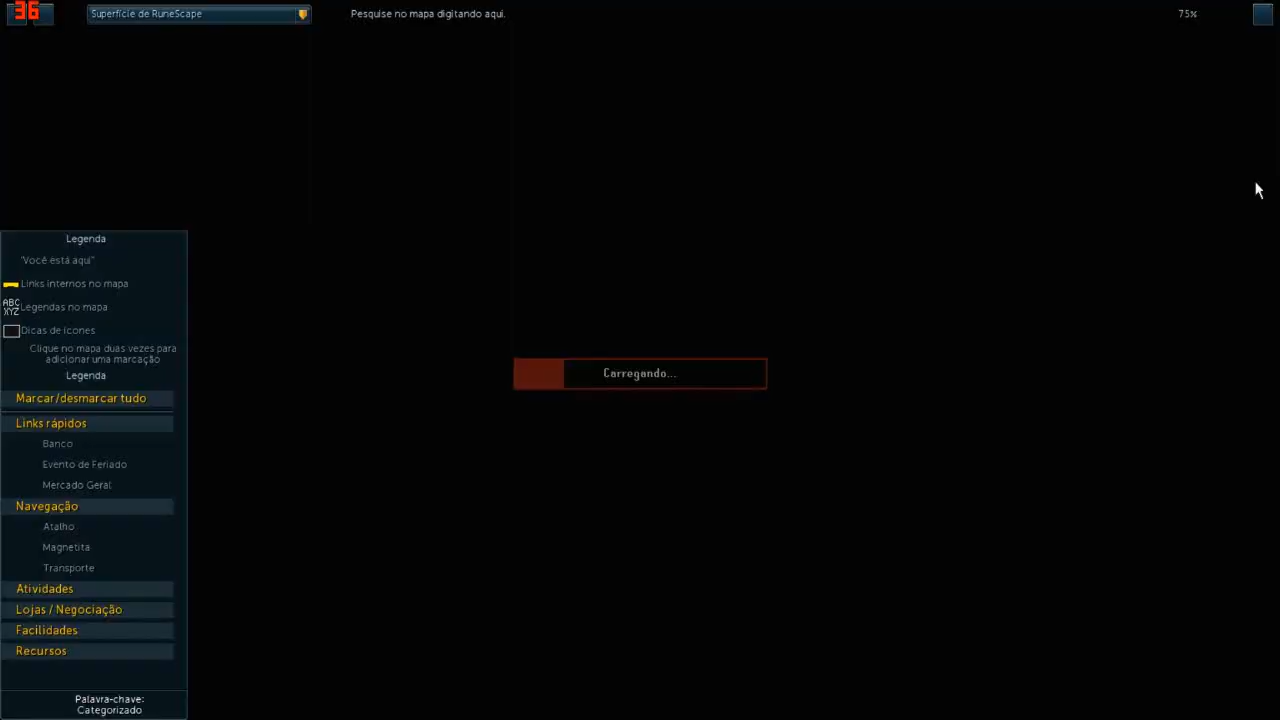 36
Superfície de RuneScape
Pesquise no mapa digitando aqui.
75%
Legenda
'Você está aqui"
Links internos no mapa
ABC
XYZ
Legendas no mapa
Dicas de ícones
Clique no mapa duas vezes para
adicionar uma marcação
Legenda
Marcar/desmarcar tudo
Links rápidos
Banco
Evento de Feriado
Mercado Geral
Navegação
Atalho
Magnetita
Transporte
Atividades
Lojas / Negociação
Facilidades
Recursos
Palavra-chave:
Categorizado
Carregando...